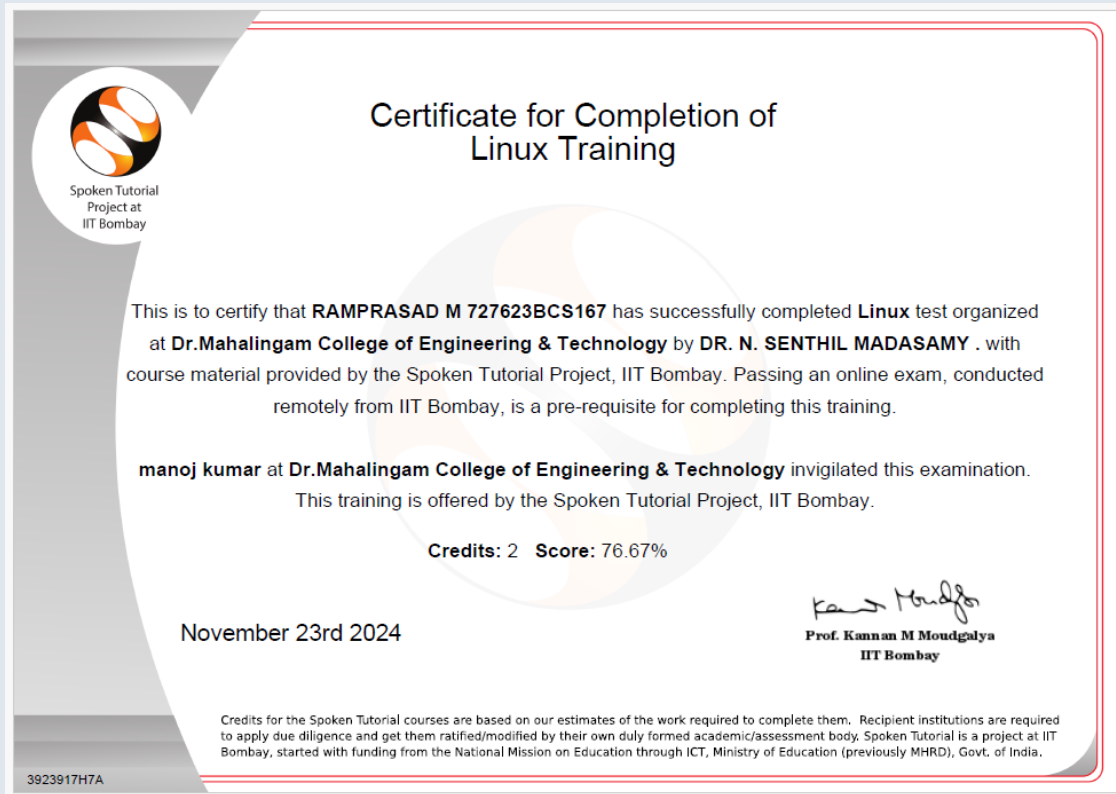 Spoken Tutorial
Project at
IIT Bombay
Certificate for Completion of
Linux Training
This is to certify that RAMPRASAD M 727623BCS167 has successfully completed Linux test organized
at Dr.Mahalingam College of Engineering & Technology by DR. N. SENTHIL MADASAMY . with
course material provided by the Spoken Tutorial Project, IIT Bombay. Passing an online exam, conducted
remotely from IIT Bombay, is a pre-requisite for completing this training.
manoj kumar at Dr.Mahalingam College of Engineering & Technology invigilated this examination.
This training is offered by the Spoken Tutorial Project, IIT Bombay.
Credits: 2 Score: 76.67%
November 23rd 2024
Prof. Kannan M Moudgalya
IIT Bombay
Credits for the Spoken Tutorial courses are based on our estimates of the work required to complete them. Recipient institutions are required
to apply due diligence and get them ratified/modified by their own duly formed academic/assessment body. Spoken Tutorial is a project at IIT
Bombay, started with funding from the National Mission on Education through ICT, Ministry of Education (previously MHRD), Govt. of India.
3923917H7A